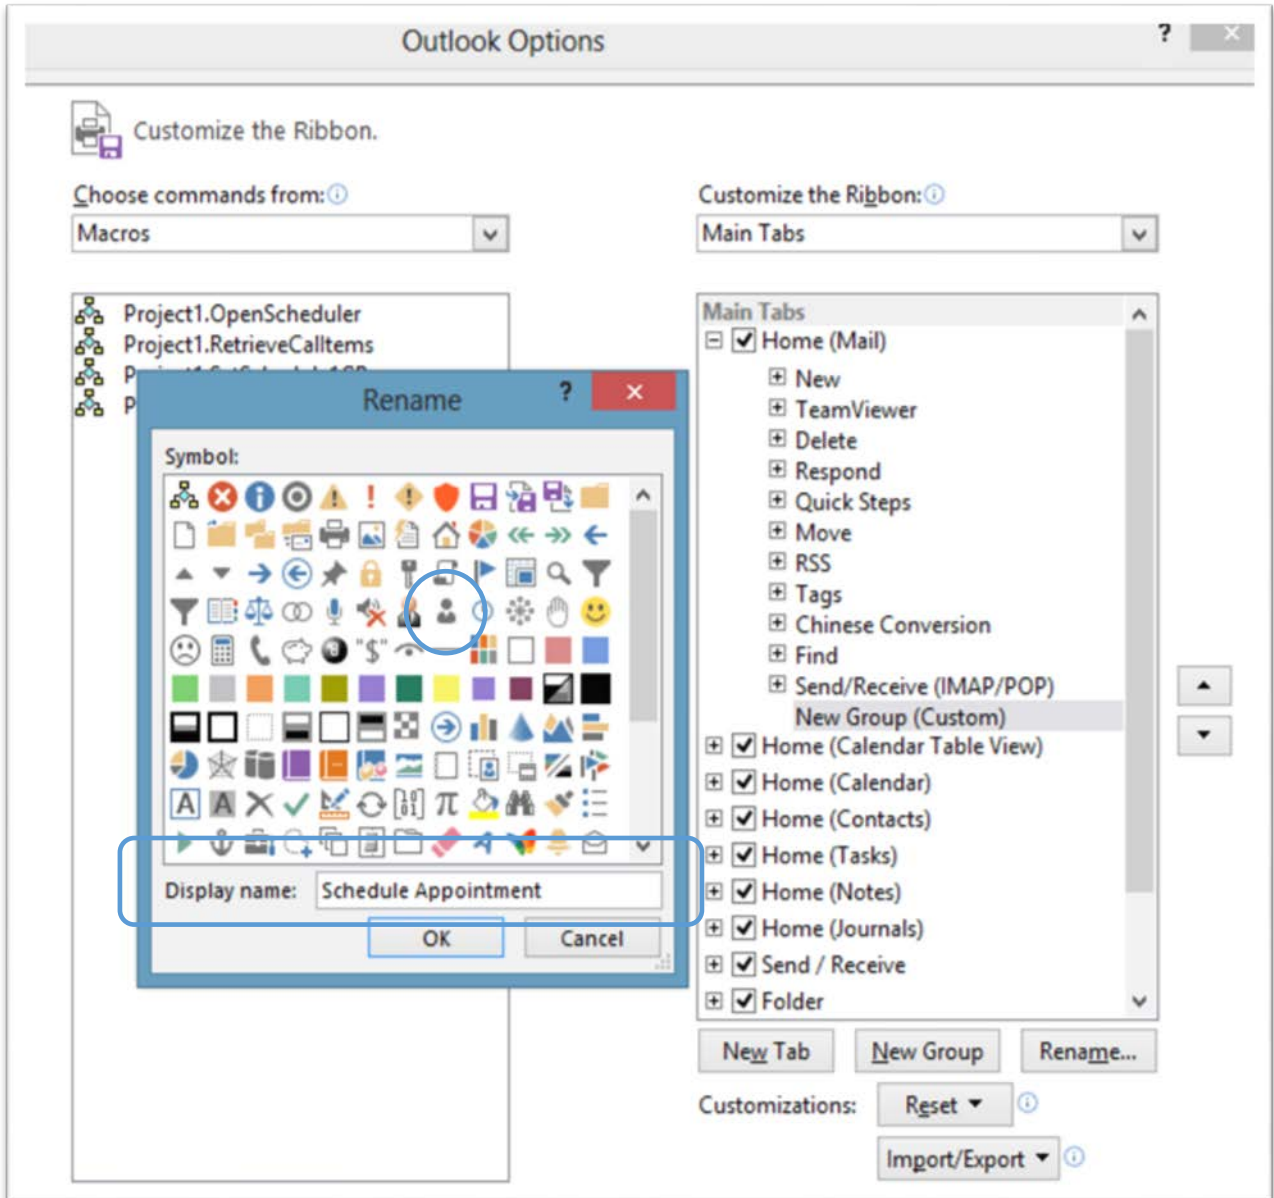 Outlook Options
?
Customize the Ribbon.
Choose commands from:
Macros
Project1.OpenScheduler
Project1.RetrieveCallItems
P
P
Customize the Ribbon:
Main Tabs
Main Tabs
Home (Mail)
New
TeamViewer
Delete
Respond
Quick Steps
Move
RSS
Tags
Chinese Conversion
Find
Send/Receive (IMAP/POP)
New Group (Custom)
Home (Calendar Table View)
Home (Calendar)
Home (Contacts)
Home (Tasks)
Home (Notes)
Home (Journals)
Send / Receive
Folder
New Tab
New Group
Rename...
Customizations:
Reset
Import/Export
Rename
?
Symbol:
"$"
A A
Display name: Schedule Appointment
OK Cancel